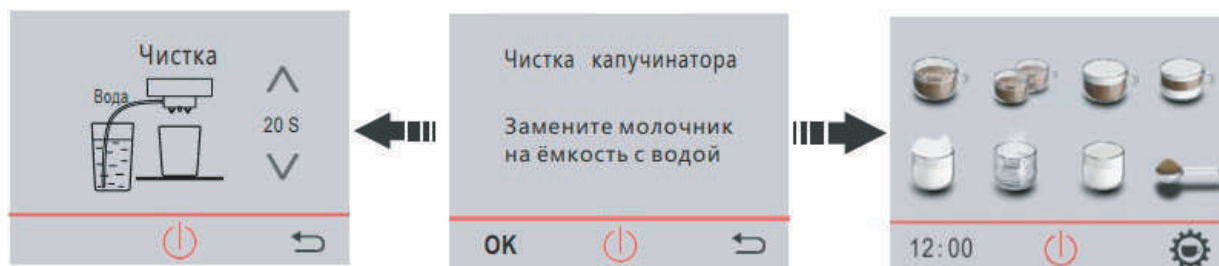 Чистка
Вода
20 S
Чистка капучинатора
Замените молочник
на ёмкость с водой
OK
12:00